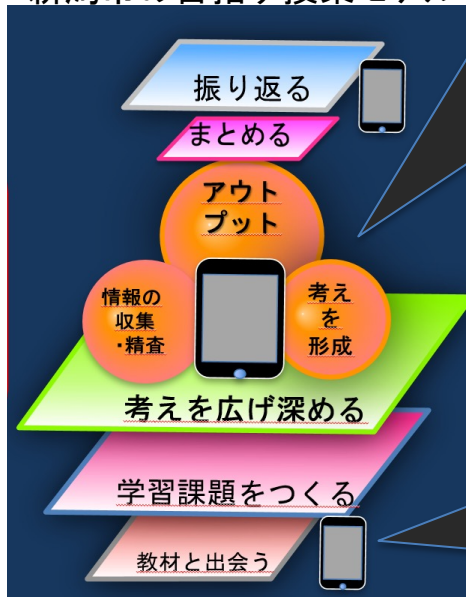 振り返る
まとめる
アウト
プット
情報の
収集
・精査
考え
を
形成
考えを広げ深める
学習課題をつくる
教材と出会う